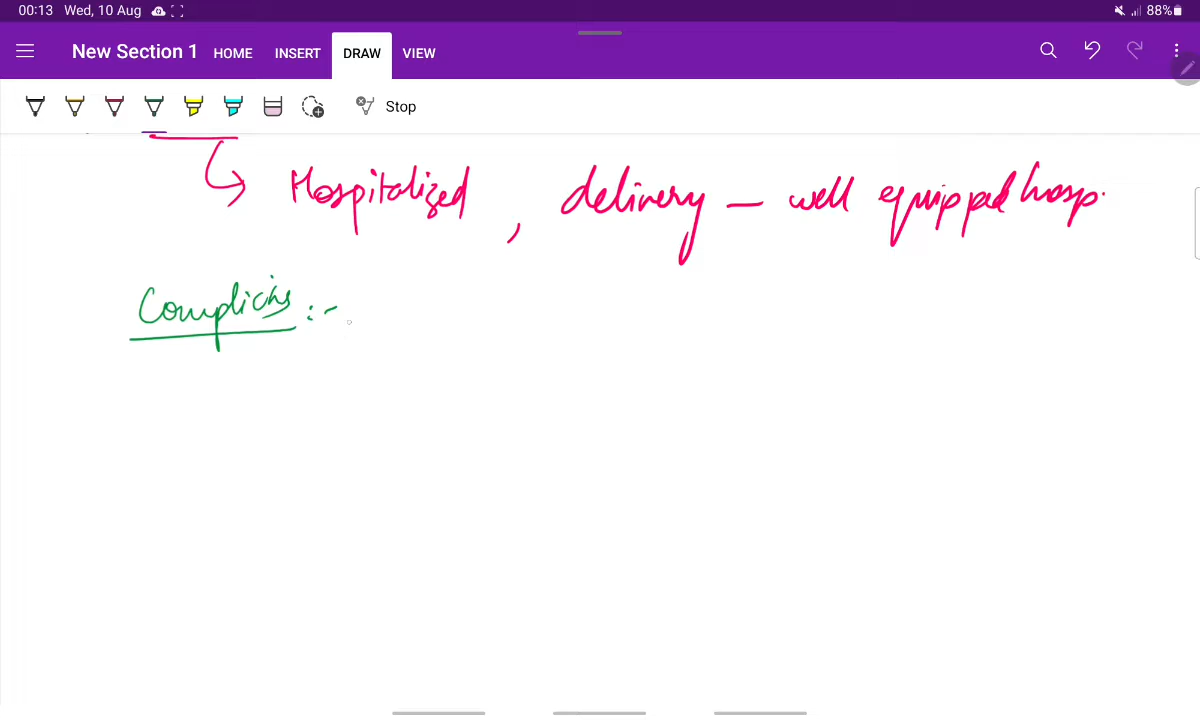 00:13 Wed, 10 Aug 88%
New Section 1 HOME INSERT DRAW VIEW
Stop
Hospitalized, delivery – well equipped hosp.
Complicns :-